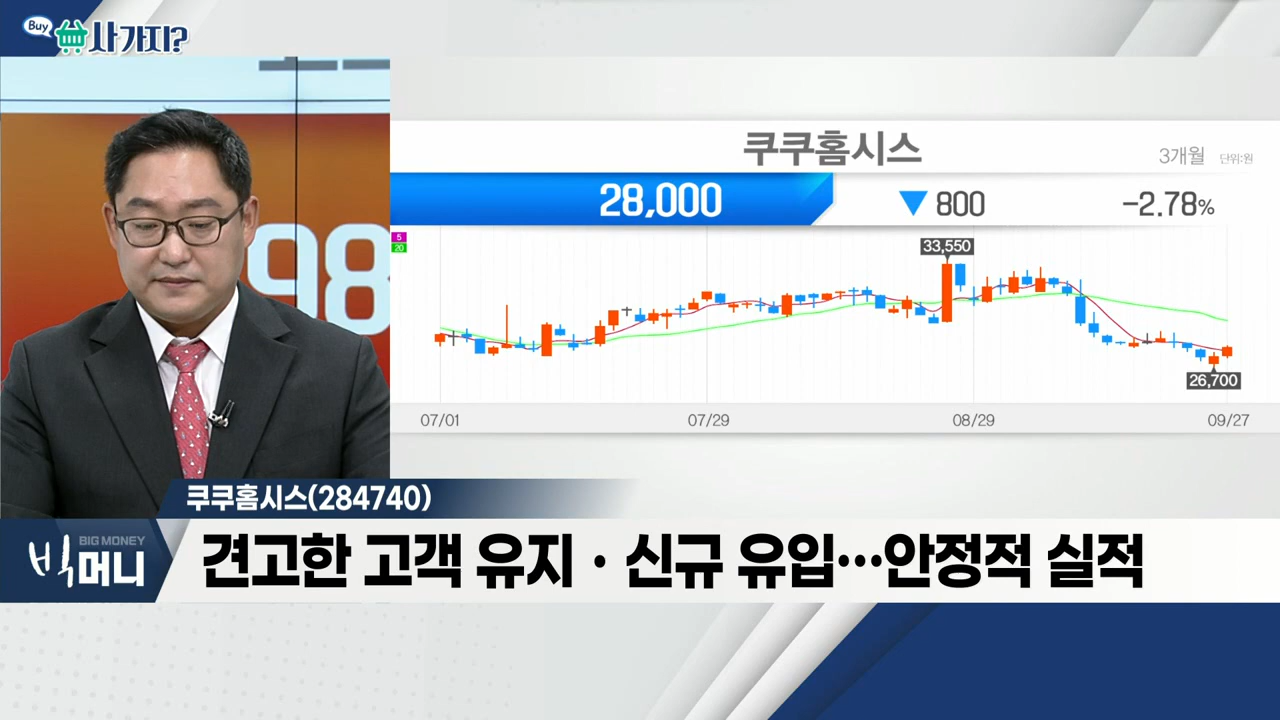 Buy 사가지?
98
쿠쿠홈시스
3개월 단위:원
28,000 ▼ 800 -2.78%
5
20
33,550
26,700
07/01 07/29 08/29 09/27
쿠쿠홈시스(284740)
BIG MONEY
빅머니
견고한 고객 유지·신규 유입…안정적 실적